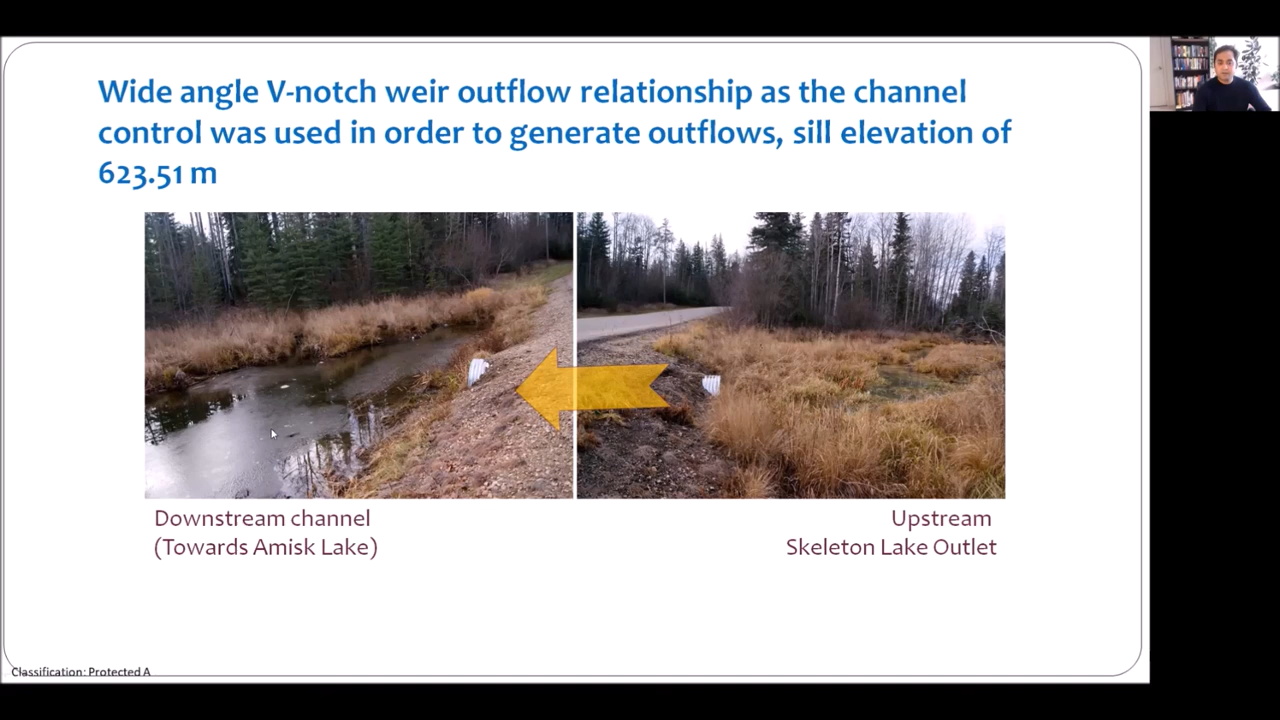 Wide angle V-notch weir outflow relationship as the channel
control was used in order to generate outflows, sill elevation of
623.51 m
Downstream channel
(Towards Amisk Lake)
Upstream
Skeleton Lake Outlet
Classification: Protected A